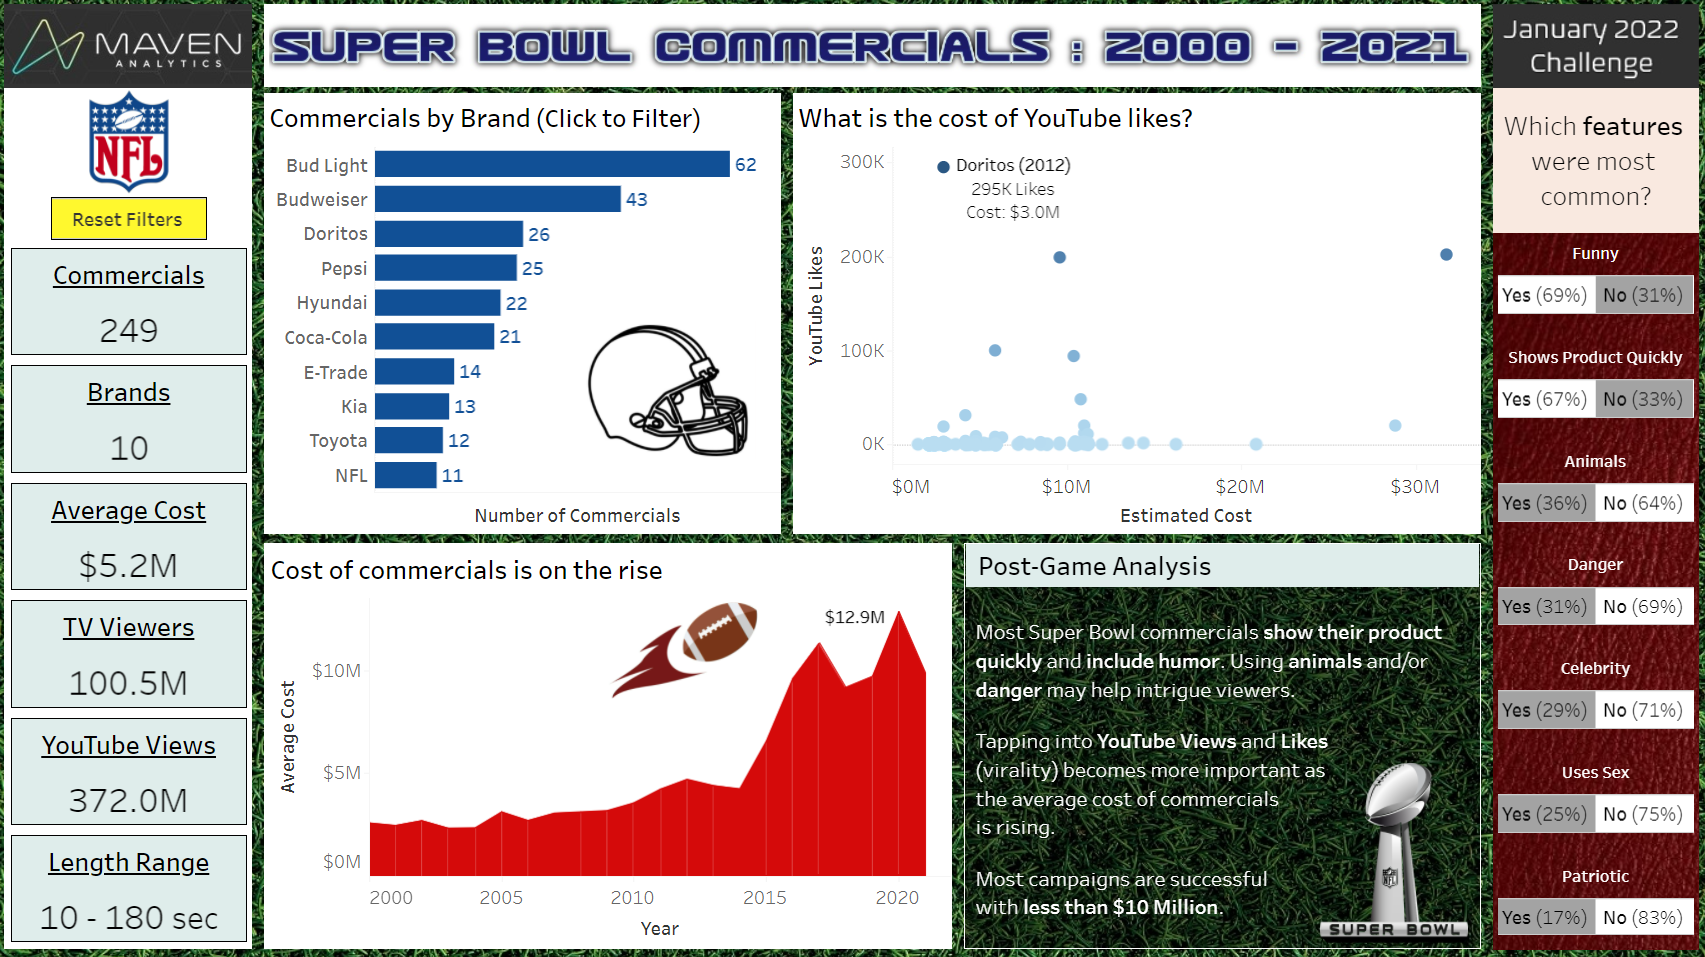 MAVEN
ANALYTICS
SUPER BOWL COMMERCIALS : 2000 - 2021
January 2022
Challenge
NFL
Reset Filters
Commercials
249
Brands
10
Average Cost
$5.2M
TV Viewers
100.5M
YouTube Views
372.0M
Length Range
10 - 180 sec
Commercials by Brand (Click to Filter)
Bud Light 62
Budweiser 43
Doritos 26
Pepsi 25
Hyundai 22
Coca-Cola 21
E-Trade 14
Kia 13
Toyota 12
NFL 11
Number of Commercials
What is the cost of YouTube likes?
YouTube Likes
300K
200K
100K
0K
Doritos (2012)
295K Likes
Cost: $3.0M
$0M $10M $20M $30M
Estimated Cost
Cost of commercials is on the rise
Average Cost
$10M
$5M
$0M
$12.9M
2000 2005 2010 2015 2020
Year
Post-Game Analysis
Most Super Bowl commercials show their product
quickly and include humor. Using animals and/or
danger may help intrigue viewers.
Tapping into YouTube Views and Likes
(virality) becomes more important as
the average cost of commercials
is rising.
Most campaigns are successful
with less than $10 Million.
NFL
SUPER BOWL
Which features
were most
common?
Funny
Yes (69%) No (31%)
Shows Product Quickly
Yes (67%) No (33%)
Animals
Yes (36%) No (64%)
Danger
Yes (31%) No (69%)
Celebrity
Yes (29%) No (71%)
Uses Sex
Yes (25%) No (75%)
Patriotic
Yes (17%) No (83%)